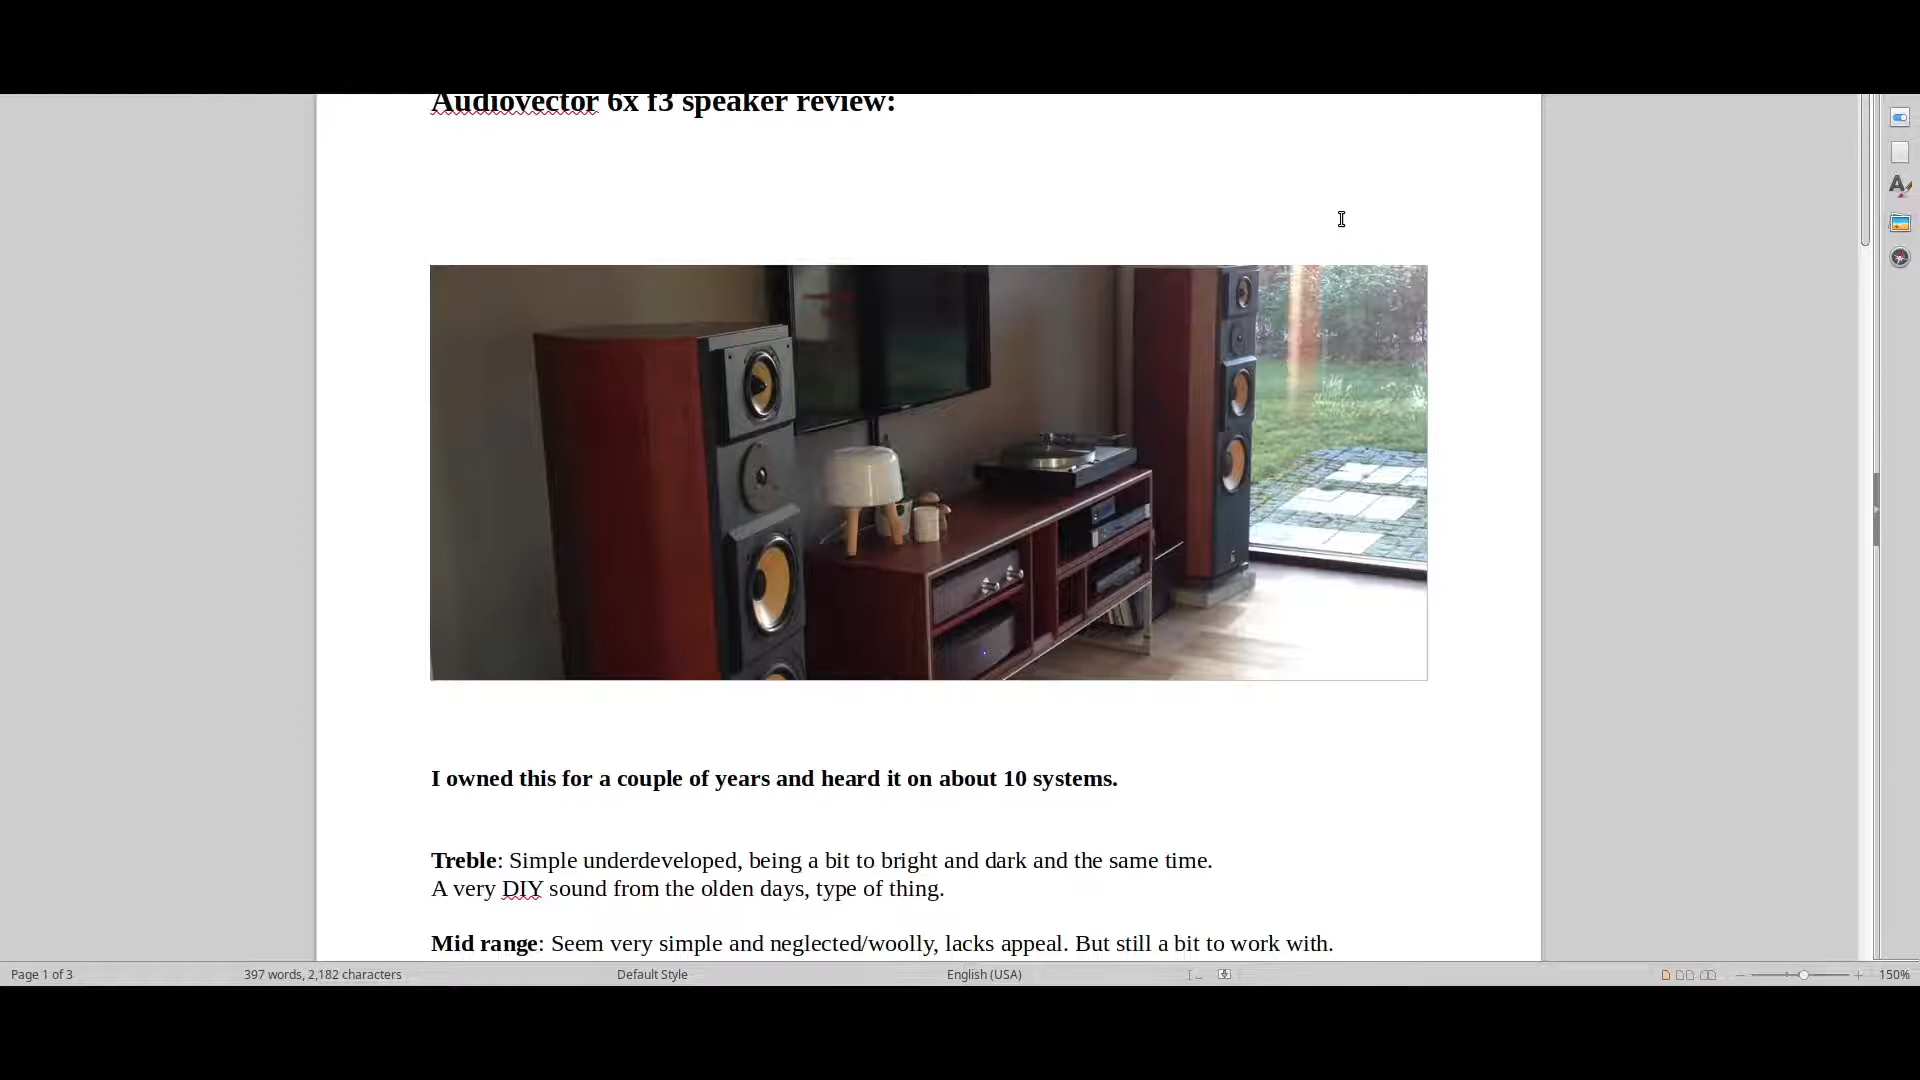 Audiovector 6x f3 speaker review:
I owned this for a couple of years and heard it on about 10 systems.
Treble: Simple underdeveloped, being a bit to bright and dark and the same time.
A very DIY sound from the olden days, type of thing.
Mid range: Seem very simple and neglected/woolly, lacks appeal. But still a bit to work with.
Page 1 of 3
397 words, 2,182 characters
Default Style
English (USA)
150%